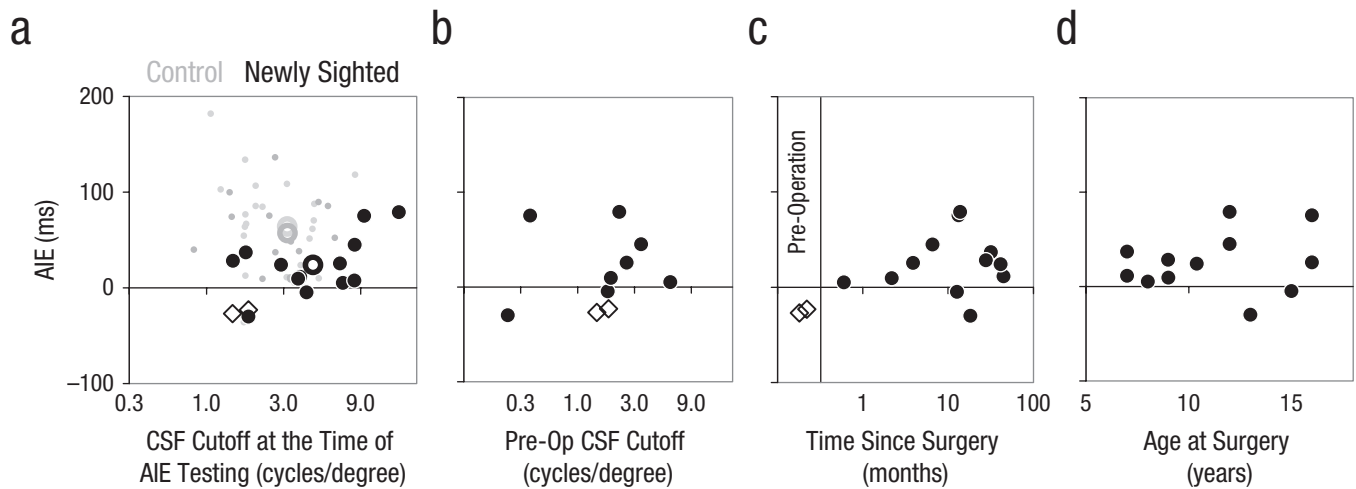 a
b
c
d
Control Newly Sighted
200
100
0
–100
AIE (ms)
0.3 1.0 3.0 9.0
CSF Cutoff at the Time of
AIE Testing (cycles/degree)
0.3 1.0 3.0 9.0
Pre-Op CSF Cutoff
(cycles/degree)
Pre-Operation
1 10 100
Time Since Surgery
(months)
5 10 15
Age at Surgery
(years)